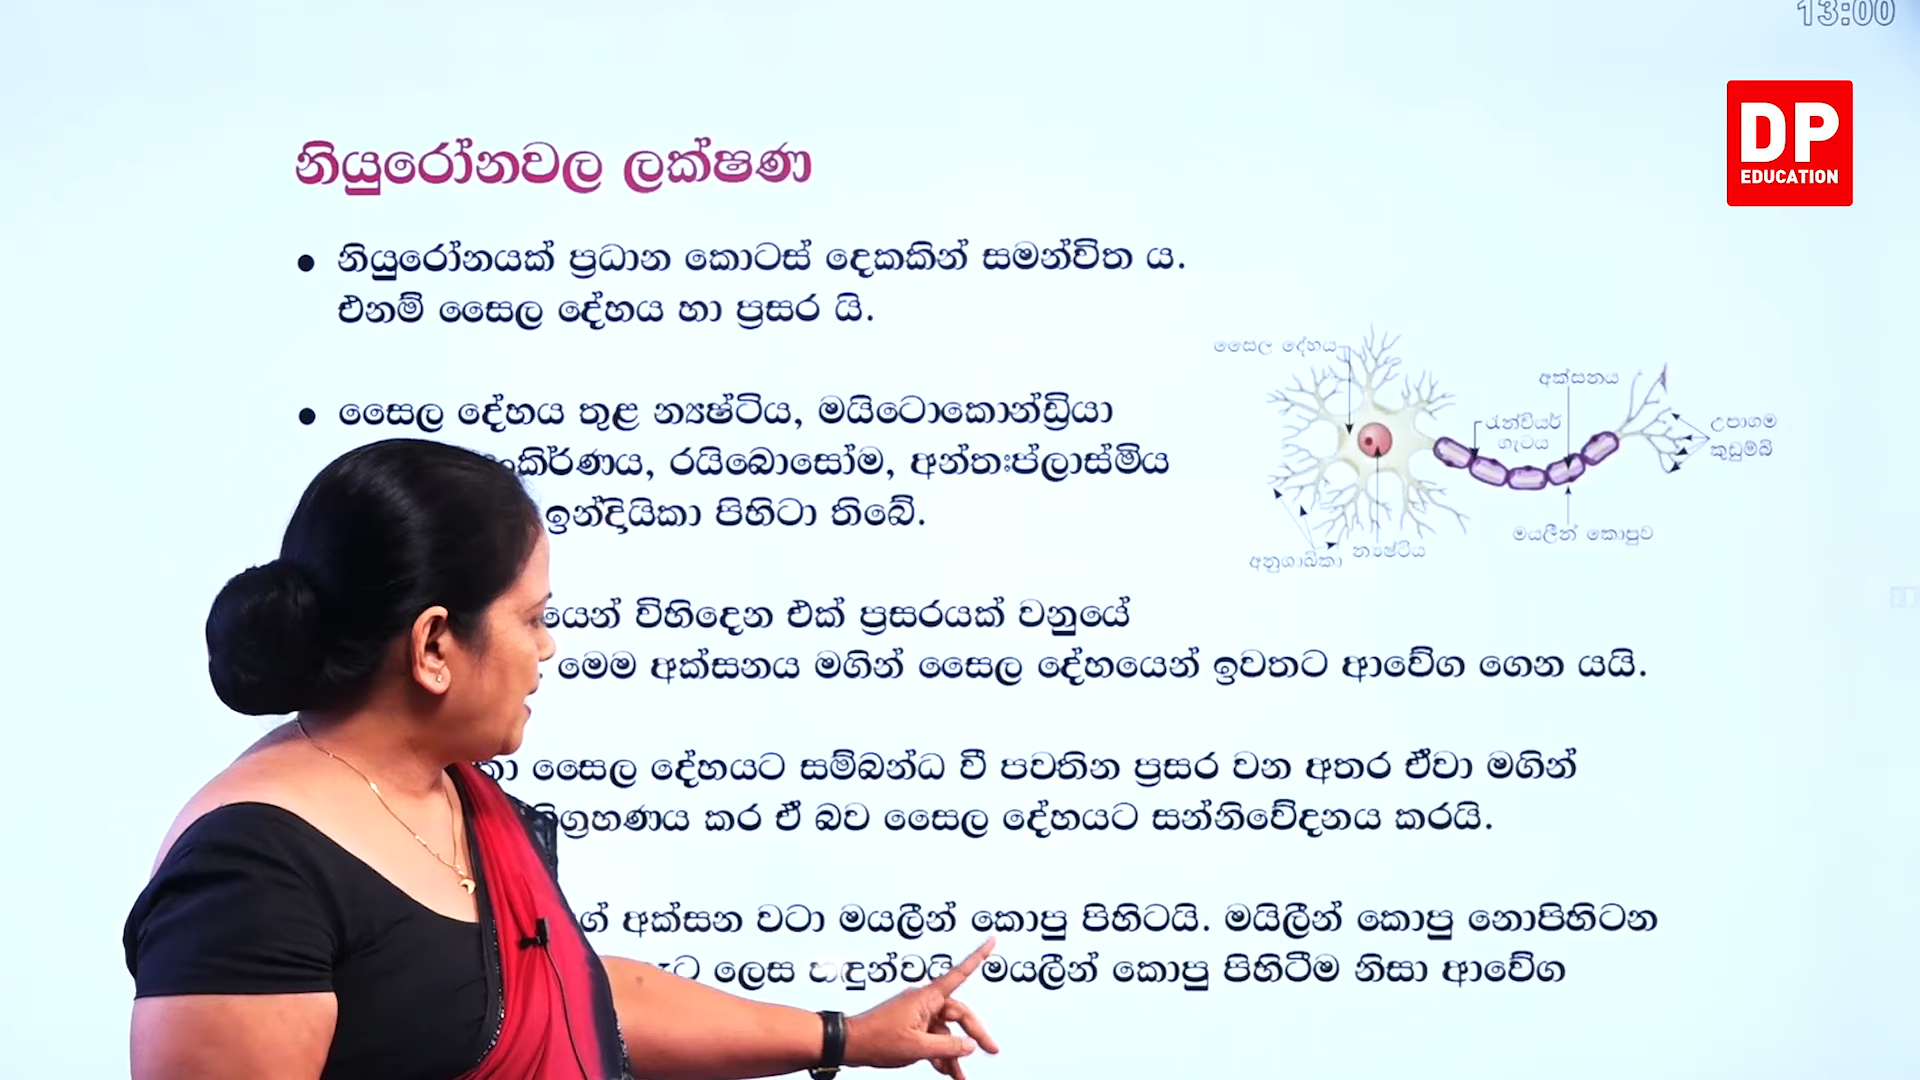 13:00
DP
EDUCATION
නියුරෝනවල ලක්ෂණ
● නියුරෝනයක් ප්‍රධාන කොටස් දෙකකින් සමන්විත ය.
එනම් සෛල දේහය හා ප්‍රසර යි.
● සෛල දේහය තුළ න්‍යෂ්ටිය, මයිටොකොන්ඩ්‍රියා
රයිබොසෝම, අන්තඃප්ලාස්මිය
ඉන්ද්‍රායිකා පිහිටා තිබේ.
විහිදෙන එක් ප්‍රසරයක් වනුයේ
මෙම අක්සනය මගින් සෛල දේහයෙන් ඉවතට ආවේග ගෙන යයි.
සෛල දේහයට සම්බන්ධ වී පවතින ප්‍රසර වන අතර ඒවා මගින්
කර ඒ බව සෛල දේහයට සන්නිවේදනය කරයි.
අක්සන වටා මයලීන් කොපු පිහිටයි. මයිලීන් කොපු නොපිහිටන
ලෙස හඳුන්වයි. මයලීන් කොපු පිහිටීම නිසා ආවේග
සෛල දේහය
අක්සනය
රැන්වියර්
ගැටය
උපාගම
කුඩුම්බි
මයලීන් කොපුව
න්‍යෂ්ටිය
අනුශාඛිකා